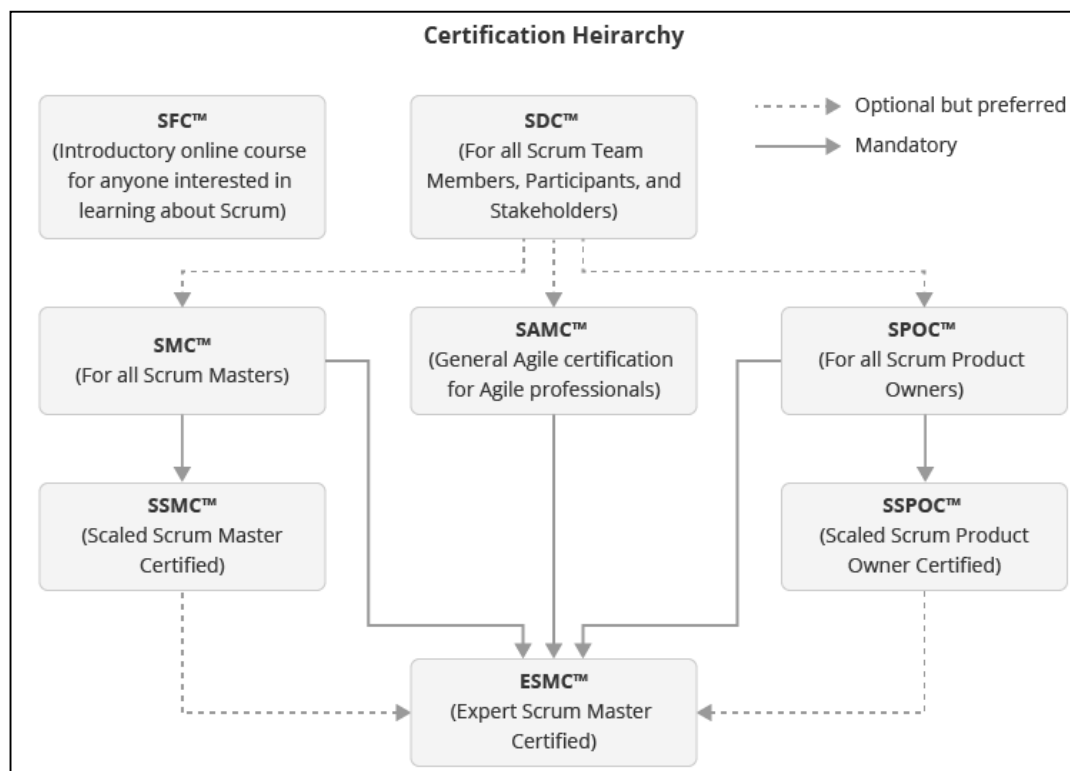 Certification Heirarchy
SFC™
(Introductory online course
for anyone interested in
learning about Scrum)
SDC™
(For all Scrum Team
Members, Participants, and
Stakeholders)
Optional but preferred
Mandatory
SMC™
(For all Scrum Masters)
SAMC™
(General Agile certification
for Agile professionals)
SPOC™
(For all Scrum Product
Owners)
SSMC™
(Scaled Scrum Master
Certified)
SSPOC™
(Scaled Scrum Product
Owner Certified)
ESMC™
(Expert Scrum Master
Certified)